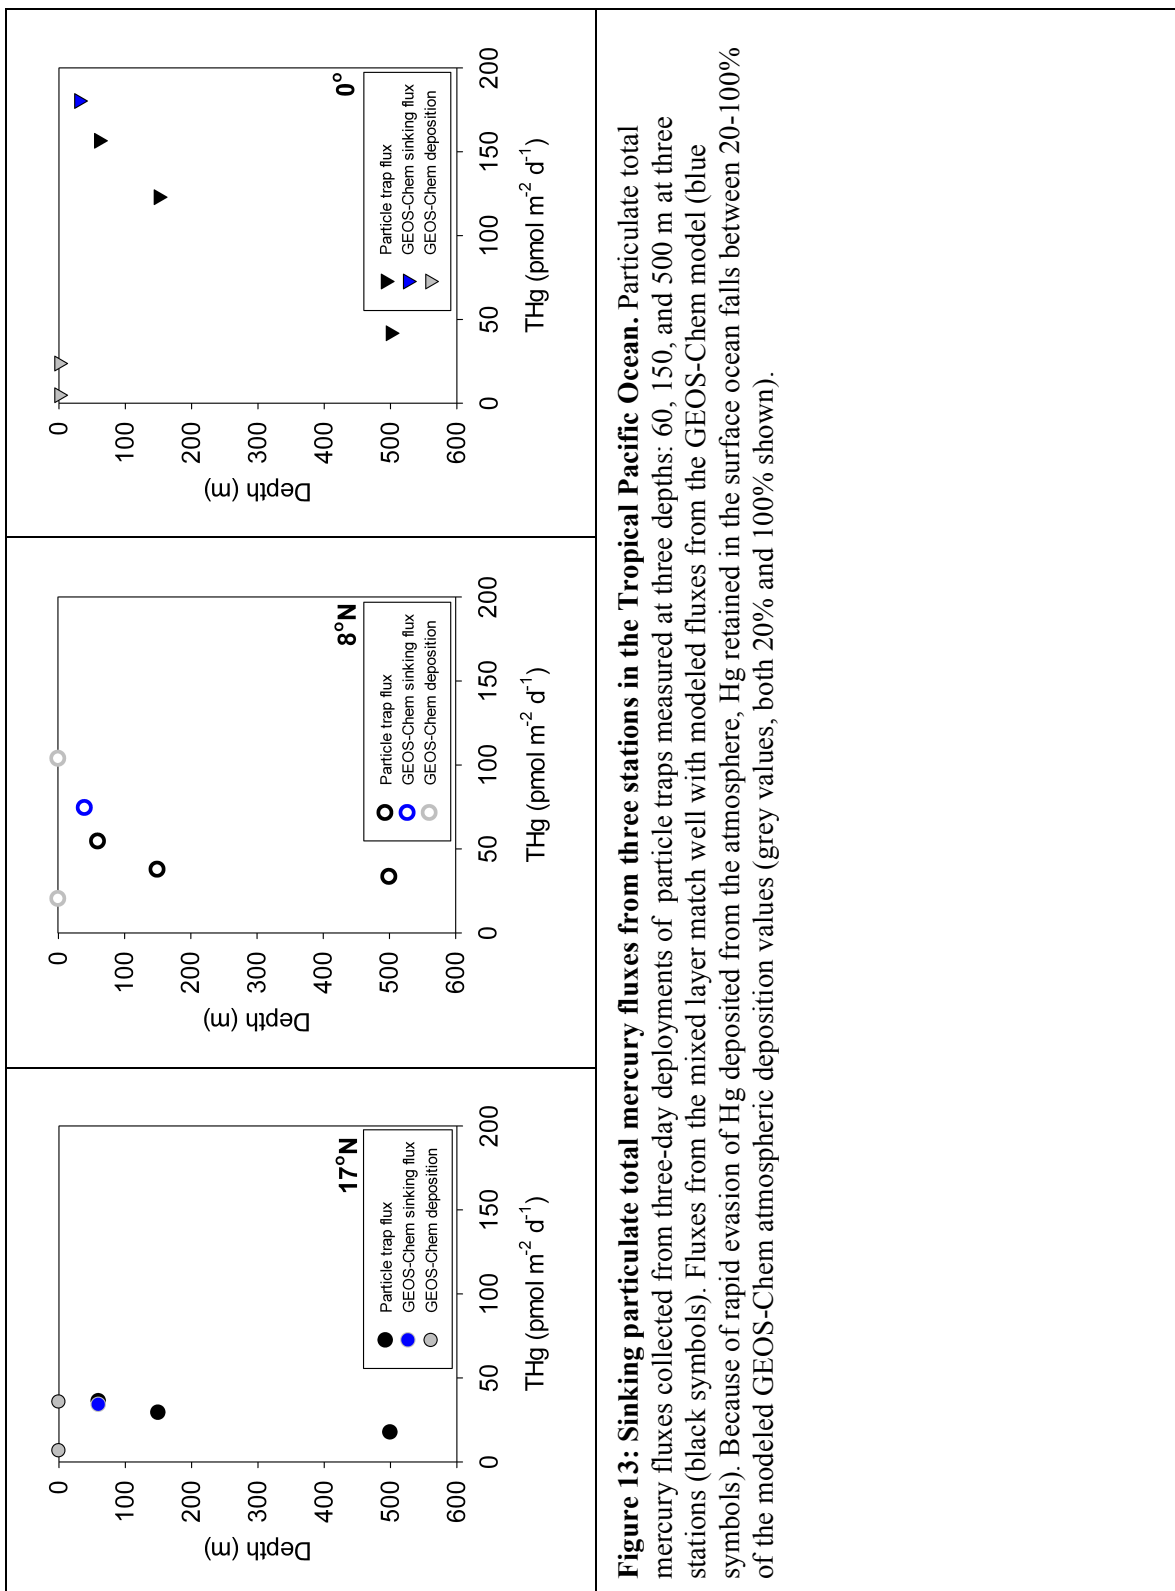 17°N
0
100
200
300
400
500
600
Depth (m)
0
50
100
150
200
THg (pmol m-2 d-1)
Particle trap flux
GEOS-Chem sinking flux
GEOS-Chem deposition
8°N
0
100
200
300
400
500
600
Depth (m)
0
50
100
150
200
THg (pmol m-2 d-1)
Particle trap flux
GEOS-Chem sinking flux
GEOS-Chem deposition
0°
0
100
200
300
400
500
600
Depth (m)
0
50
100
150
200
THg (pmol m-2 d-1)
Particle trap flux
GEOS-Chem sinking flux
GEOS-Chem deposition
Figure 13: Sinking particulate total mercury fluxes from three stations in the Tropical Pacific Ocean. Particulate total
mercury fluxes collected from three-day deployments of particle traps measured at three depths: 60, 150, and 500 m at three
stations (black symbols). Fluxes from the mixed layer match well with modeled fluxes from the GEOS-Chem model (blue
symbols). Because of rapid evasion of Hg deposited from the atmosphere, Hg retained in the surface ocean falls between 20-100%
of the modeled GEOS-Chem atmospheric deposition values (grey values, both 20% and 100% shown).